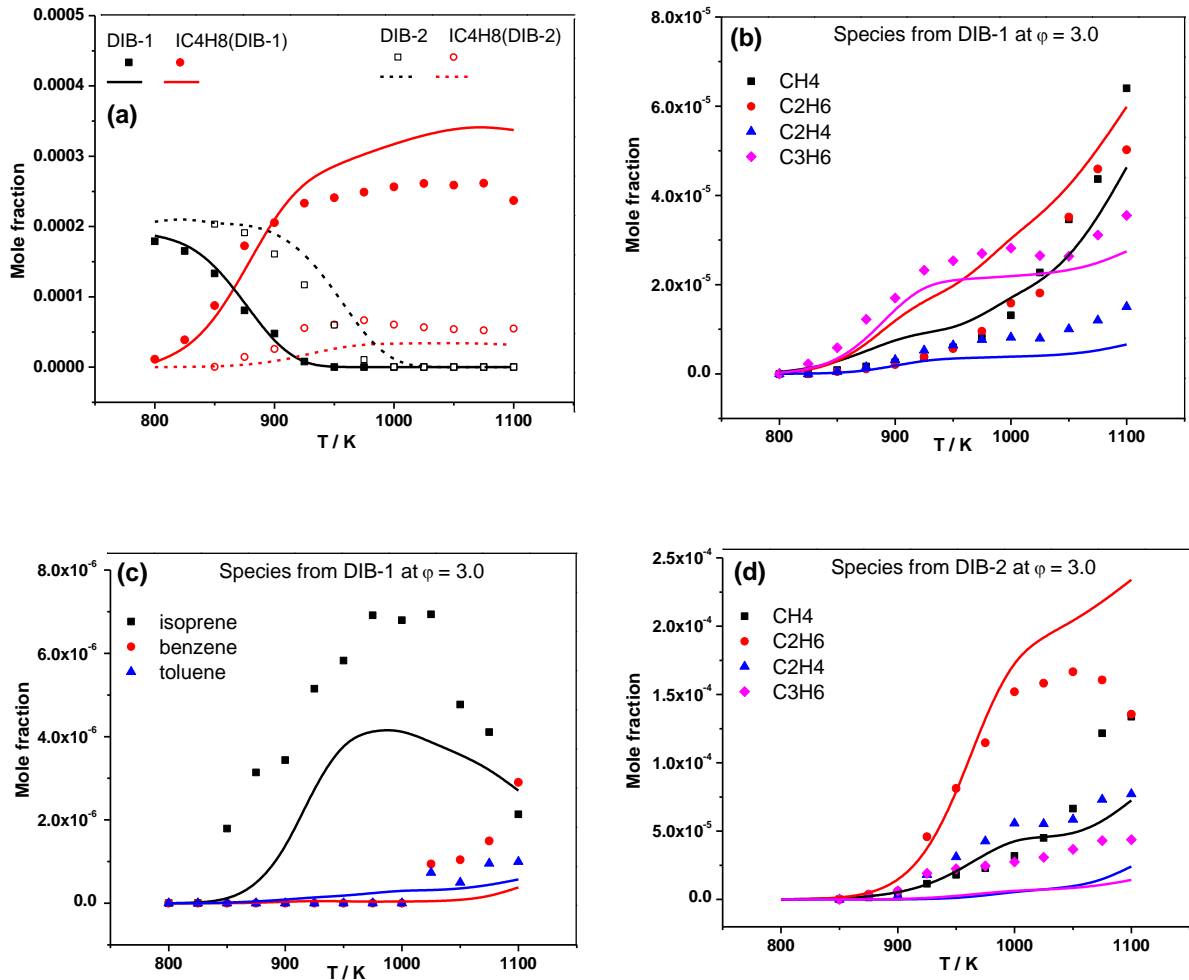 0.0005
DIB-1 IC4H8(DIB-1) DIB-2 IC4H8(DIB-2)
0.0004
(a)
0.0003
0.0002
0.0001
0.0000
Mole fraction
800 900 1000 1100
T / K
8.0x10-5
(b) Species from DIB-1 at φ = 3.0
CH4
C2H6
C2H4
C3H6
6.0x10-5
4.0x10-5
2.0x10-5
0.0
Mole fraction
800 900 1000 1100
T / K
8.0x10-6
(c) Species from DIB-1 at φ = 3.0
isoprene
benzene
toluene
6.0x10-6
4.0x10-6
2.0x10-6
0.0
Mole fraction
800 900 1000 1100
T / K
2.5x10-4
(d) Species from DIB-2 at φ = 3.0
CH4
C2H6
C2H4
C3H6
2.0x10-4
1.5x10-4
1.0x10-4
5.0x10-5
0.0
Mole fraction
800 900 1000 1100
T / K